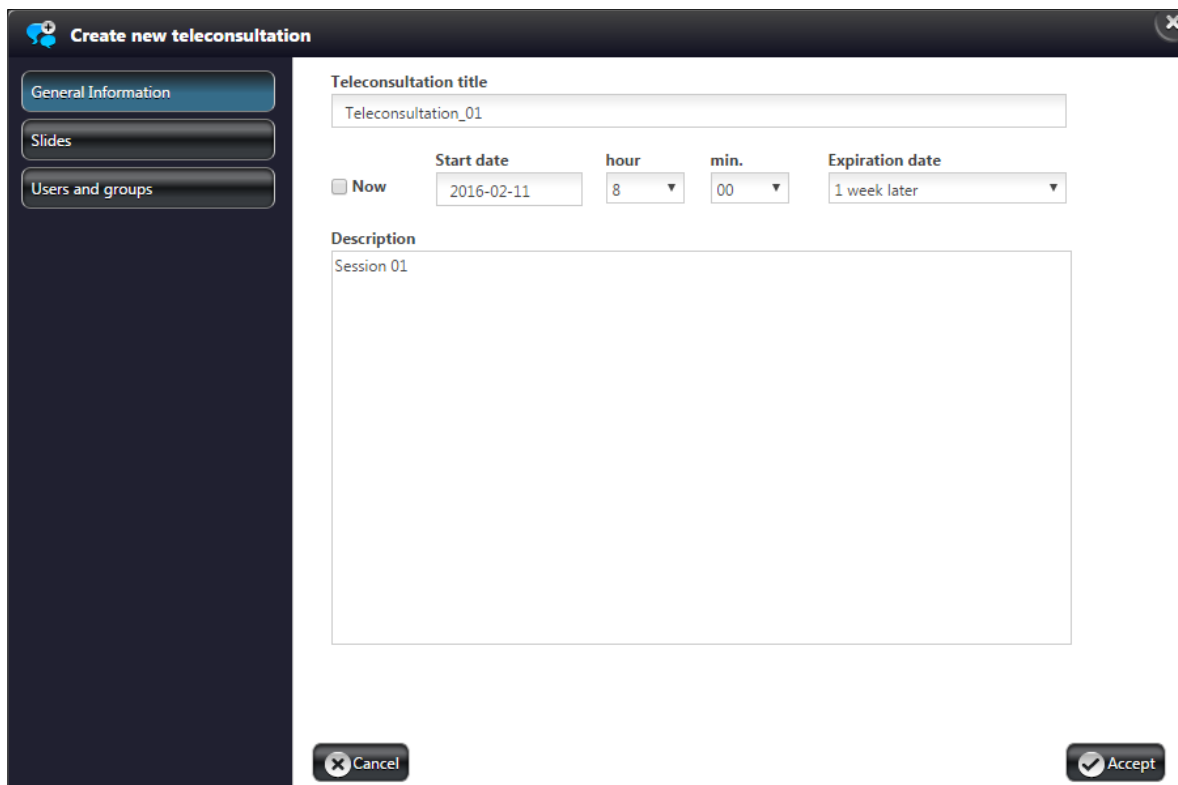 Create new teleconsultation
General Information
Slides
Users and groups
Teleconsultation title
Teleconsultation_01
Start date hour min. Expiration date
Now 2016-02-11 8 00 1 week later
Description
Session 01
Cancel Accept